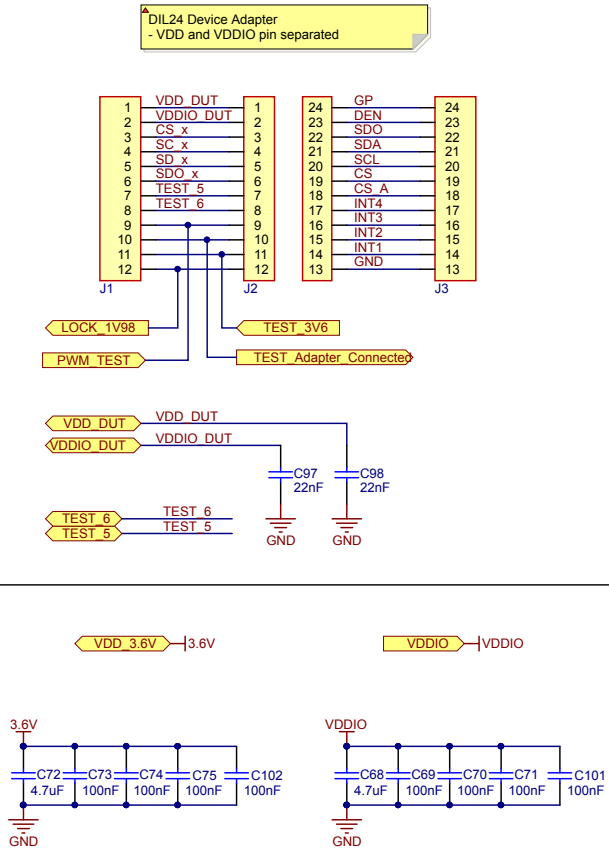 DIL24 Device Adapter
- VDD and VDDIO pin separated
1 VDD_DUT 1 24 GP 24
2 VDDIO_DUT 2 23 DEN 23
3 CS_x 3 22 SDO 22
4 SC_x 4 21 SDA 21
5 SD_x 5 20 SCL 20
6 SDO_x 6 19 CS 19
7 TEST_5 7 18 CS_A 18
8 TEST_6 8 17 INT4 17
9 9 16 INT3 16
10 10 15 INT2 15
11 11 14 INT1 14
12 12 13 GND 13
J1 J2 J3
LOCK_1V98 TEST_3V6
PWM_TEST TEST_Adapter_Connected
VDD_DUT VDD_DUT
VDDIO_DUT VDDIO_DUT
C97 C98
22nF 22nF
TEST_6 TEST_6
TEST_5 TEST_5
GND GND
VDD_3.6V 3.6V VDDIO VDDIO
3.6V VDDIO
C72 C73 C74 C75 C102 C68 C69 C70 C71 C101
4.7uF 100nF 100nF 100nF 100nF 4.7uF 100nF 100nF 100nF 100nF
GND GND